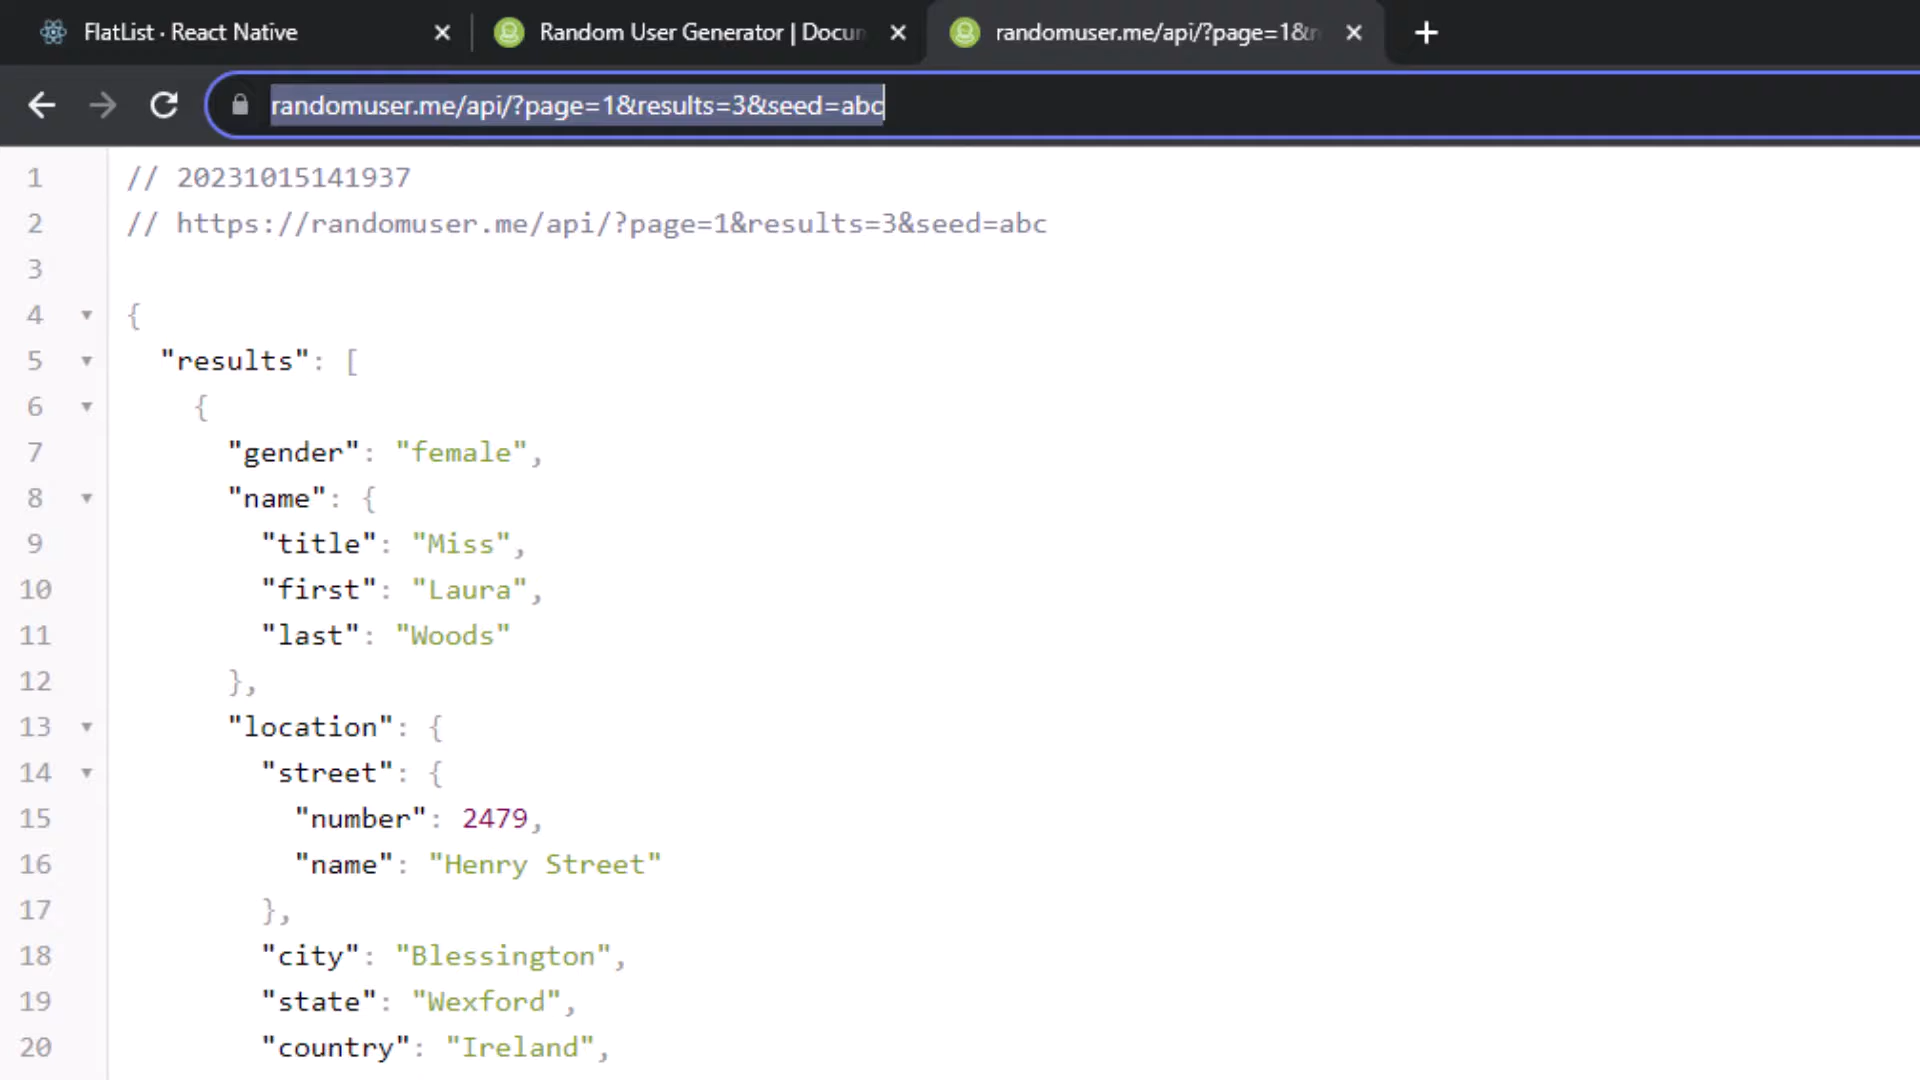 FlatList · React Native
Random User Generator | Docum
randomuser.me/api/?page=1&r
randomuser.me/api/?page=1&results=3&seed=abc
1 // 20231015141937
2 // https://randomuser.me/api/?page=1&results=3&seed=abc
3
4 {
5 "results": [
6 {
7 "gender": "female",
8 "name": {
9 "title": "Miss",
10 "first": "Laura",
11 "last": "Woods"
12 },
13 "location": {
14 "street": {
15 "number": 2479,
16 "name": "Henry Street"
17 },
18 "city": "Blessington",
19 "state": "Wexford",
20 "country": "Ireland",